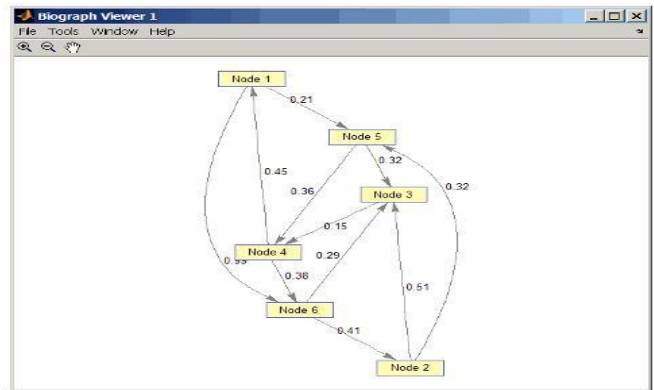 Biograph Viewer 1
File Tools Window Help
Node 1
0.21
Node 5
0.32
0.45
0.36
0.32
Node 3
0.15
Node 4
0.29
0.38
0.51
Node 6
0.41
Node 2